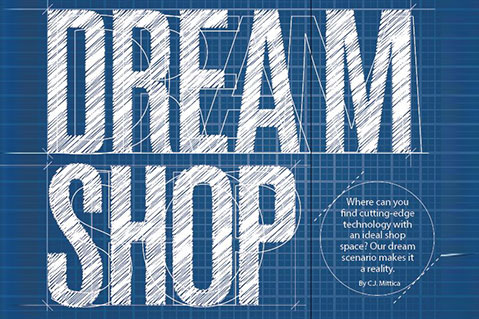 DREAM
SHOP
Where can you
find cutting-edge
technology with
an ideal shop
space? Our dream
scenario makes it
a reality.
By C.J. Mittica